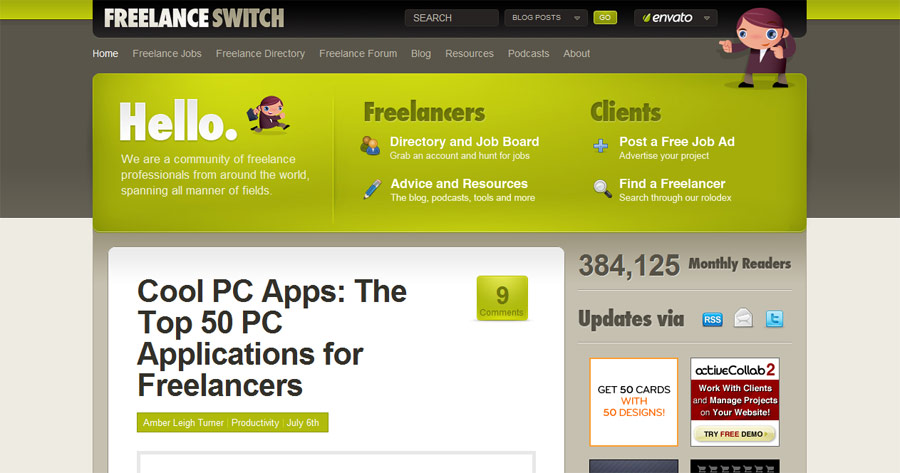 FREELANCE SWITCH
SEARCH
BLOG POSTS
GO
envato
Home Freelance Jobs Freelance Directory Freelance Forum Blog Resources Podcasts About
Hello.
We are a community of freelance
professionals from around the world,
spanning all manner of fields.
Freelancers
Directory and Job Board
Grab an account and hunt for jobs
Advice and Resources
The blog, podcasts, tools and more
Clients
Post a Free Job Ad
Advertise your project
Find a Freelancer
Search through our rolodex
Cool PC Apps: The
Top 50 PC
Applications for
Freelancers
9
Comments
Amber Leigh Turner | Productivity | July 6th
384,125 Monthly Readers
Updates via
RSS
GET 50 CARDS
WITH
50 DESIGNS!
activeCollab 2
Work With Clients
and Manage Projects
on Your Website!
TRY FREE DEMO